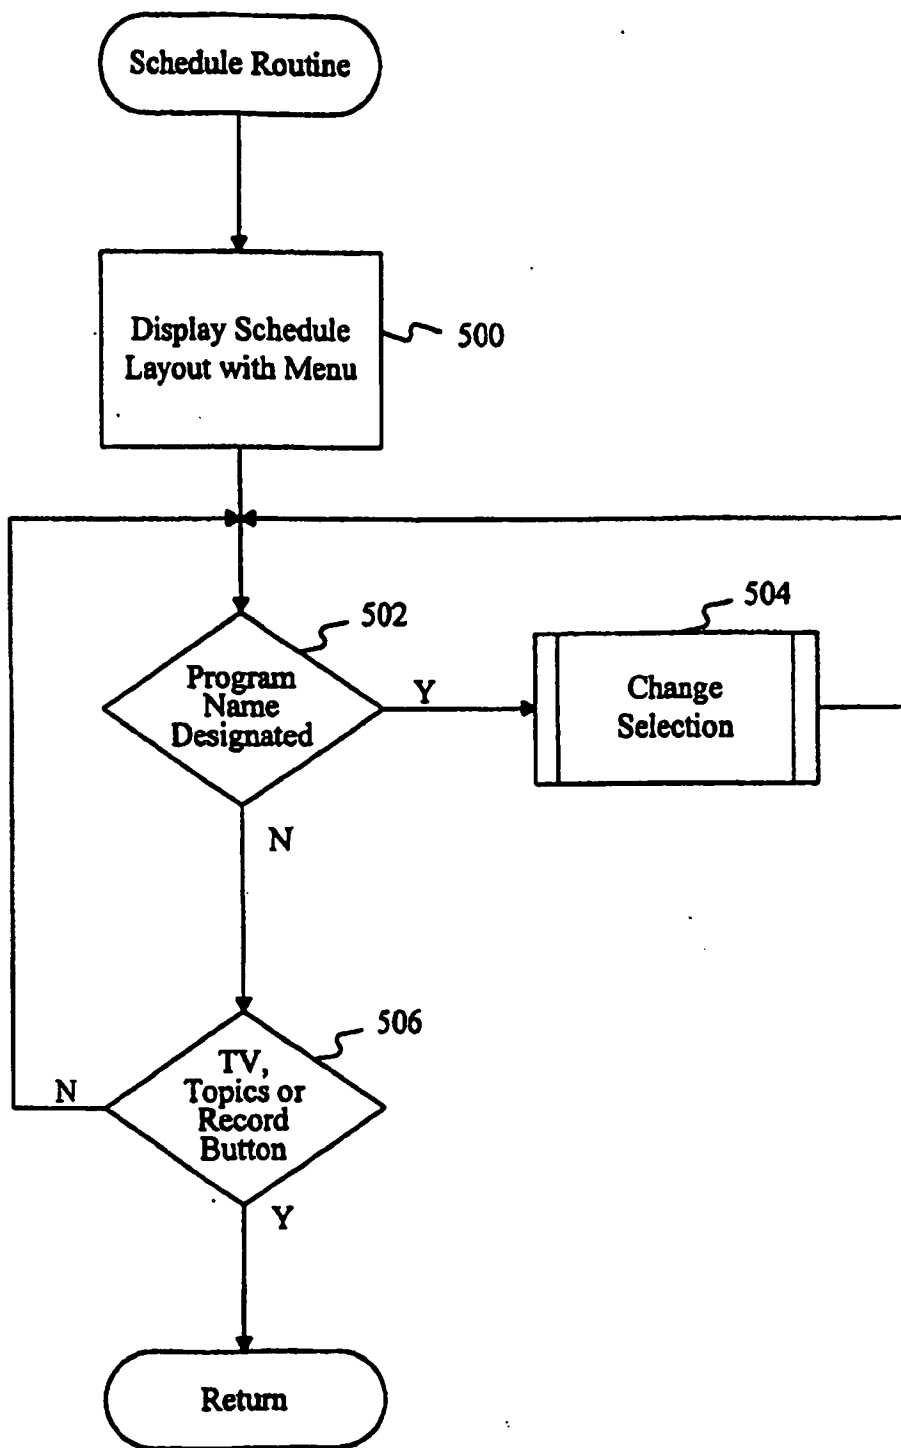 Schedule Routine
Display Schedule
Layout with Menu
500
502
Program
Name
Designated
Y
504
Change
Selection
N
506
TV,
Topics or
Record
Button
N
Y
Return